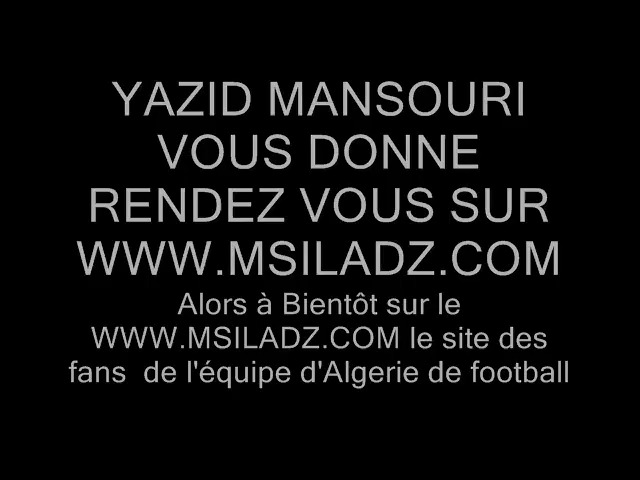 YAZID MANSOURI
VOUS DONNE
RENDEZ VOUS SUR
WWW.MSILADZ.COM
Alors à Bientôt sur le
WWW.MSILADZ.COM le site des
fans  de l'équipe d'Algerie de football